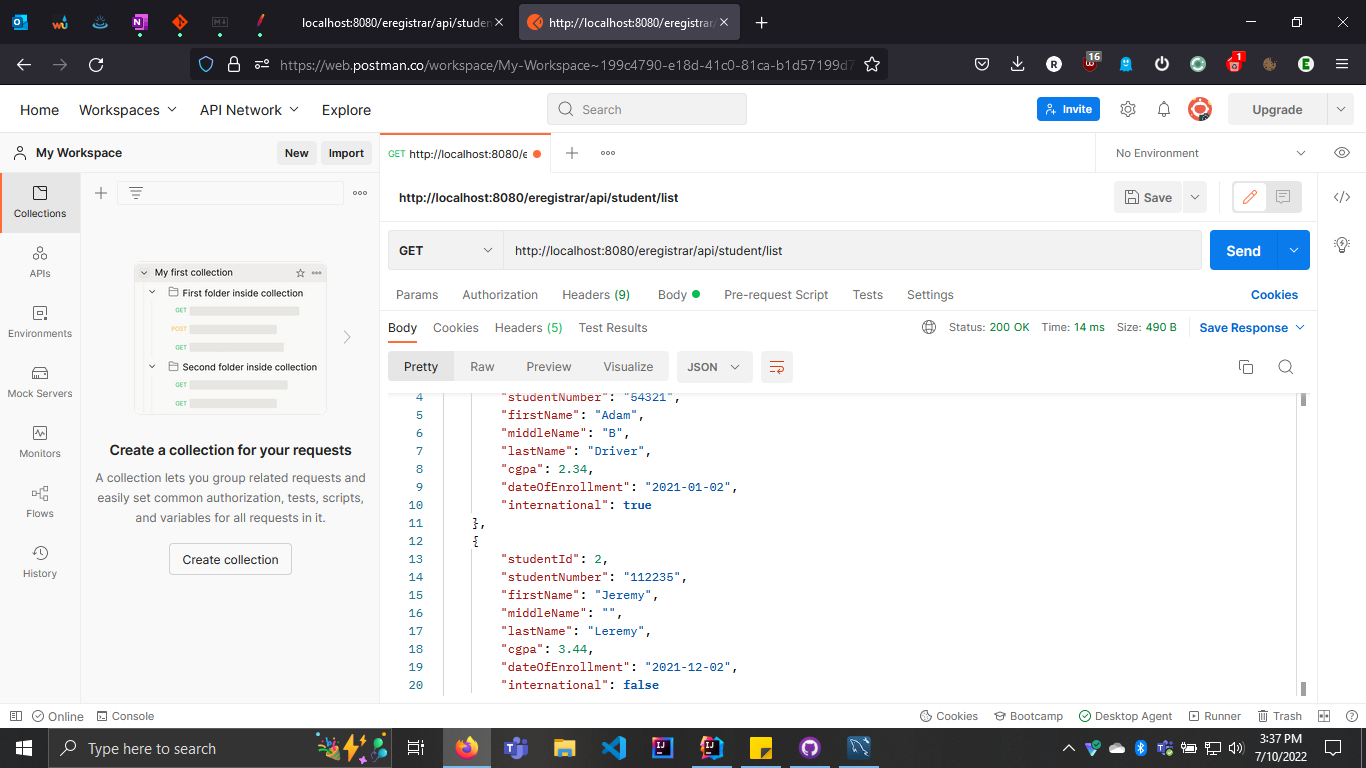 localhost:8080/eregistrar/api/studen
http://localhost:8080/eregistrar/
https://web.postman.co/workspace/My-Workspace~199c4790-e18d-41c0-81ca-b1d57199d7
16
1
Home Workspaces API Network Explore
Search
Invite
Upgrade
My Workspace
New Import
GET http://localhost:8080/e
No Environment
Collections
APIs
Environments
Mock Servers
Monitors
Flows
History
My first collection
First folder inside collection
GET
POST
GET
Second folder inside collection
GET
GET
Create a collection for your requests
A collection lets you group related requests and
easily set common authorization, tests, scripts,
and variables for all requests in it.
Create collection
http://localhost:8080/eregistrar/api/student/list
Save
GET http://localhost:8080/eregistrar/api/student/list
Send
Params Authorization Headers (9) Body Pre-request Script Tests Settings Cookies
Body Cookies Headers (5) Test Results Status: 200 OK Time: 14 ms Size: 490 B Save Response
Pretty Raw Preview Visualize JSON
4 "studentNumber": "54321",
5 "firstName": "Adam",
6 "middleName": "B",
7 "lastName": "Driver",
8 "cgpa": 2.34,
9 "dateOfEnrollment": "2021-01-02",
10 "international": true
11 },
12 {
13 "studentId": 2,
14 "studentNumber": "112235",
15 "firstName": "Jeremy",
16 "middleName": "",
17 "lastName": "Leremy",
18 "cgpa": 3.44,
19 "dateOfEnrollment": "2021-12-02",
20 "international": false
Online Console Cookies Bootcamp Desktop Agent Runner Trash
Type here to search
3:37 PM
7/10/2022